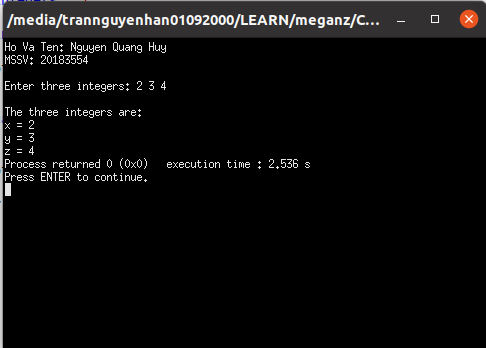 /media/trannguyenhan01092000/LEARN/meganz/C...
Ho Va Ten: Nguyen Quang Huy
MSSV: 20183554
Enter three integers: 2 3 4
The three integers are:
x = 2
y = 3
z = 4
Process returned 0 (0x0)   execution time : 2.536 s
Press ENTER to continue.